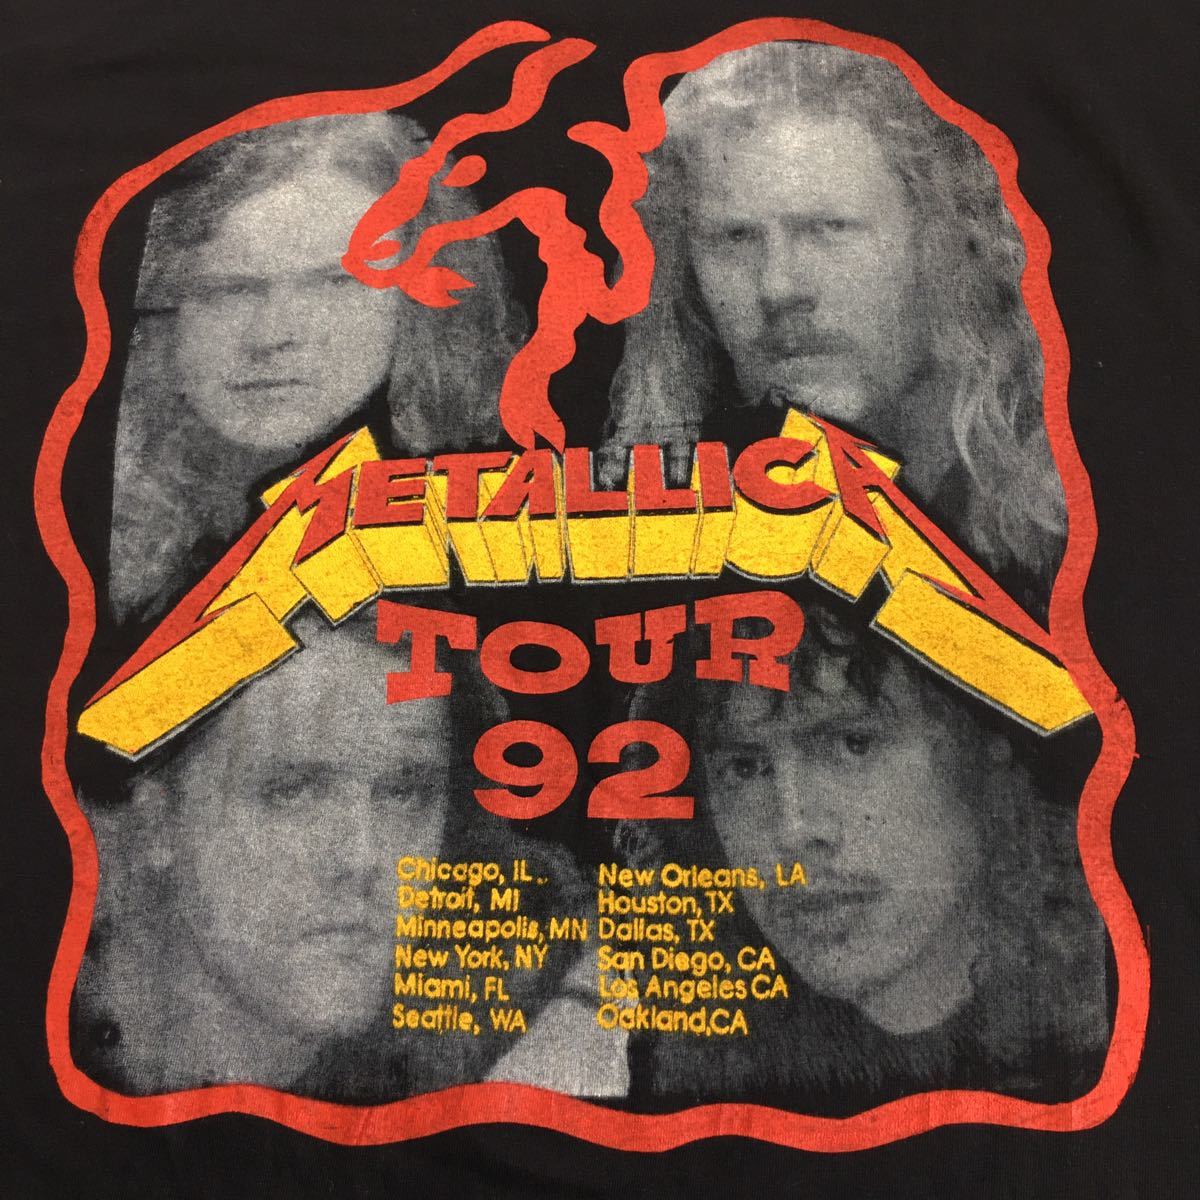 METALLICA
TOUR
92
Chicago, IL..
Detroit, MI
Minneapolis, MN
New York, NY
Miami, FL
Seattle, WA
New Orleans, LA
Houston, TX
Dallas, TX
San Diego, CA
Los Angeles CA
Oakland,CA